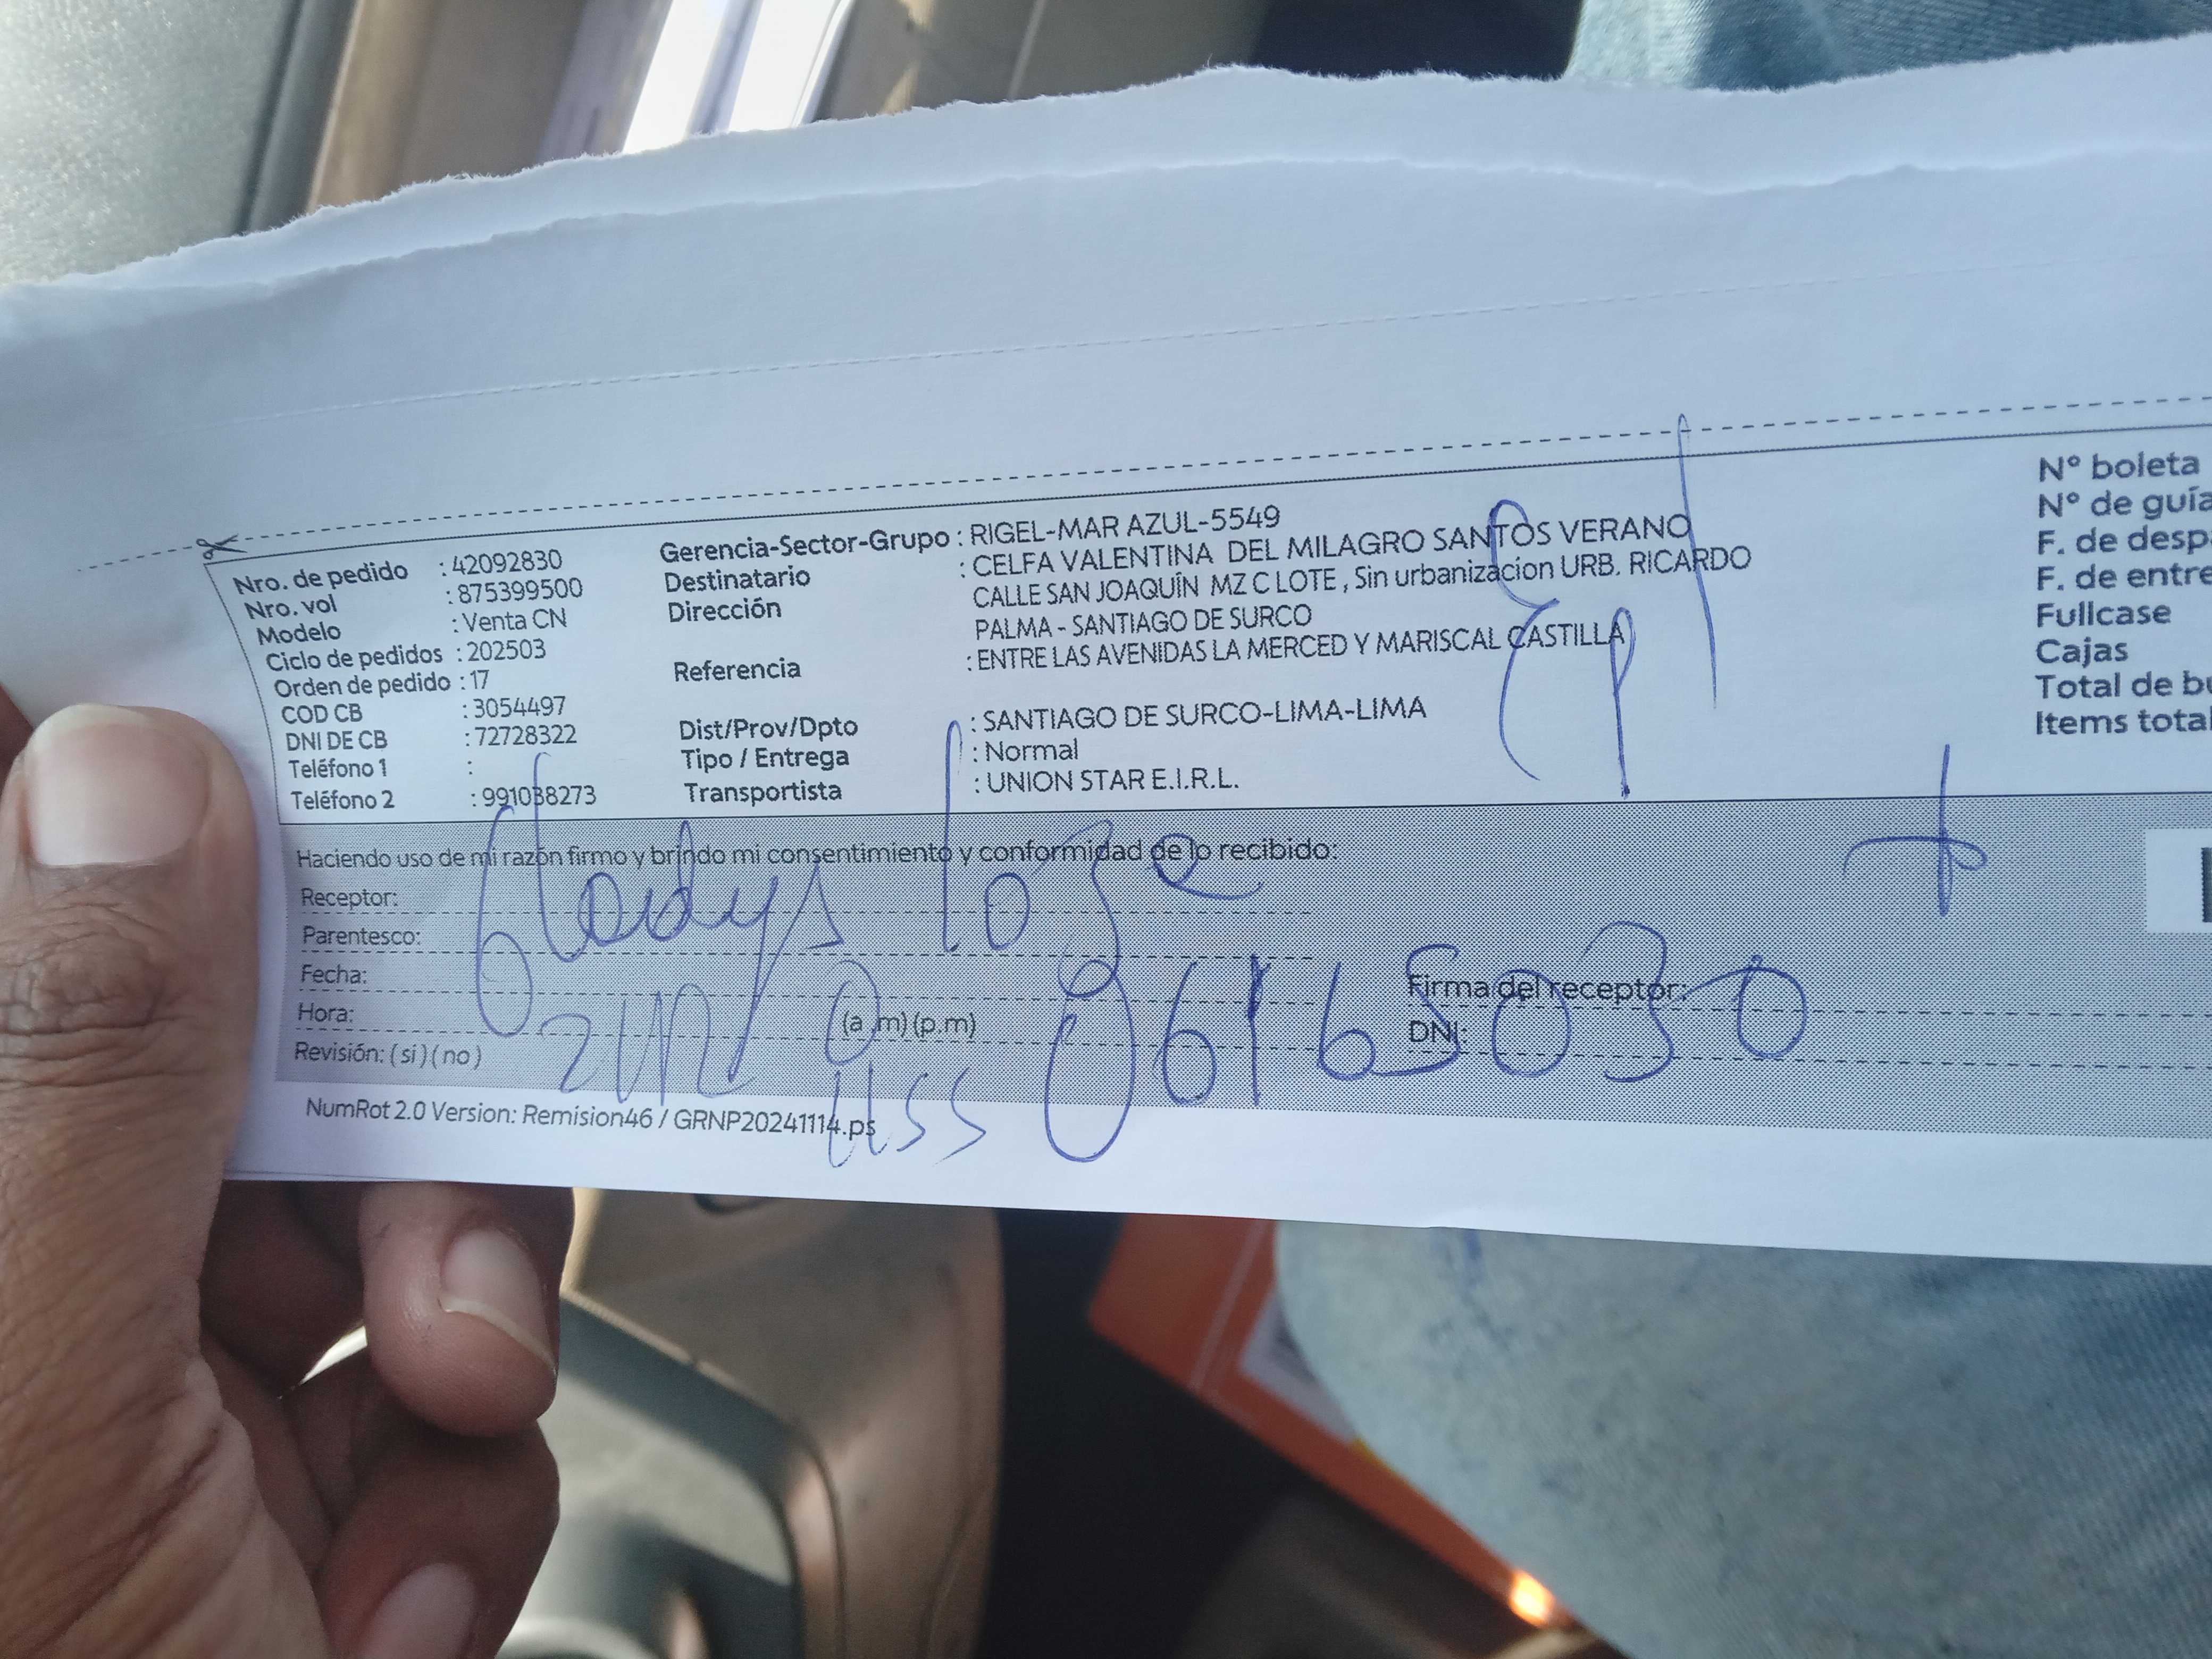 Nro. de pedido : 42092830
Nro. vol : 875399500
Modelo : Venta CN
Ciclo de pedidos : 202503
Orden de pedido : 17
COD CB : 3054497
DNI DE CB : 72728322
Teléfono 1 :
Teléfono 2 : 991038273
Gerencia-Sector-Grupo : RIGEL-MAR AZUL-5549
Destinatario : CELFA VALENTINA DEL MILAGRO SANTOS VERANO
Dirección CALLE SAN JOAQUÍN MZ C LOTE , Sin urbanizacion URB. RICARDO
PALMA - SANTIAGO DE SURCO
Referencia : ENTRE LAS AVENIDAS LA MERCED Y MARISCAL CASTILLA
Dist/Prov/Dpto : SANTIAGO DE SURCO-LIMA-LIMA
Tipo / Entrega : Normal
Transportista : UNION STAR E.I.R.L.
Nº boleta
Nº de guía
F. de desp
F. de entre
Fullcase
Cajas
Total de bu
Items total
Haciendo uso de mi razón firmo y brindo mi consentimiento y conformidad de lo recibido:
Receptor: Gladys
Parentesco:
Fecha:
Hora: (a .m) (p.m)
Revisión: ( si ) ( no )
Firma del receptor:
DNI: 06165030
NumRot 2.0 Version: Remision46 / GRNP20241114.ps